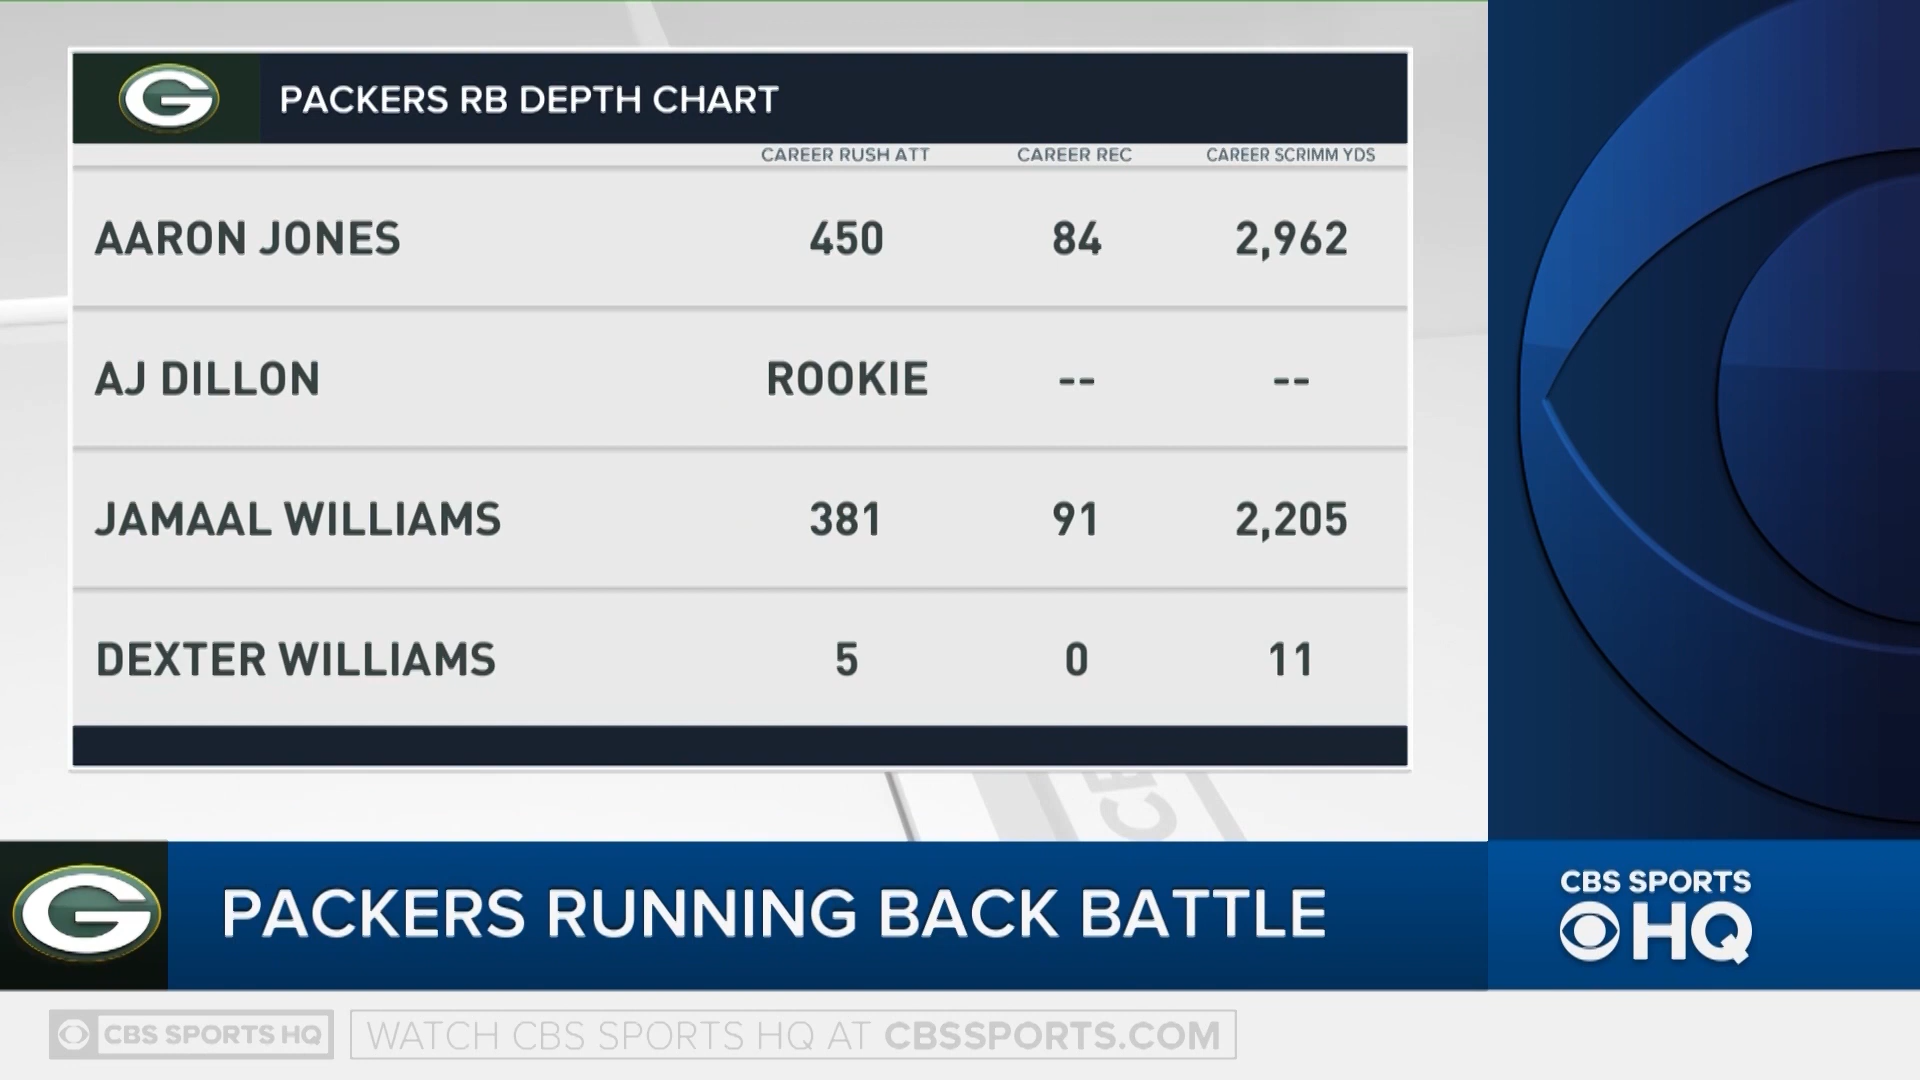 G PACKERS RB DEPTH CHART
CAREER RUSH ATT CAREER REC CAREER SCRIMM YDS
AARON JONES 450 84 2,962
AJ DILLON ROOKIE -- --
JAMAAL WILLIAMS 381 91 2,205
DEXTER WILLIAMS 5 0 11
CB
G PACKERS RUNNING BACK BATTLE
CBS SPORTS
HQ
CBS SPORTS HQ WATCH CBS SPORTS HQ AT CBSSPORTS.COM